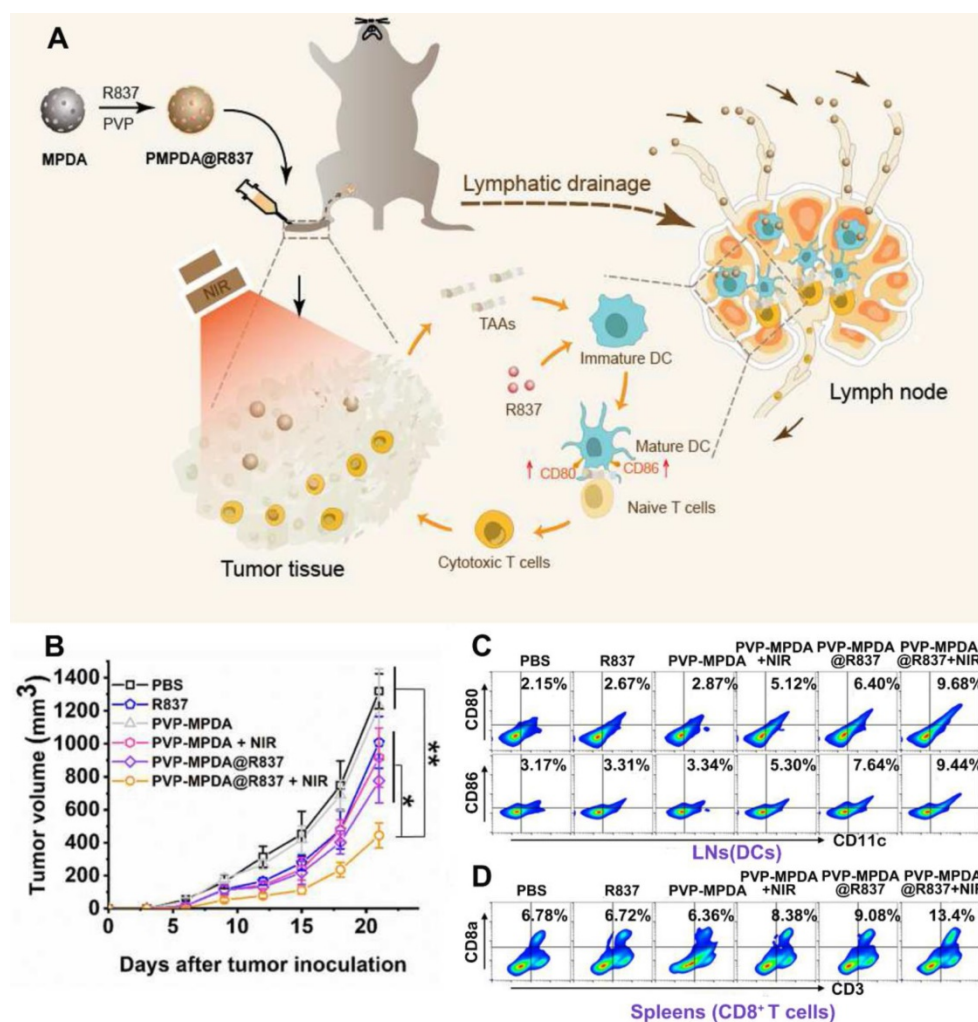 A
R837
PVP
MPDA
PMPDA@R837
Lymphatic drainage
NIR
TAAs
Immature DC
R837
Mature DC
CD80
CD86
Naive T cells
Cytotoxic T cells
Tumor tissue
Lymph node
B
Tumor volume (mm3)
1400
1200
1000
800
600
400
200
0
PBS
R837
PVP-MPDA
PVP-MPDA + NIR
PVP-MPDA@R837
PVP-MPDA@R837 + NIR
**
*
0 5 10 15 20
Days after tumor inoculation
C
PBS R837 PVP-MPDA PVP-MPDA +NIR PVP-MPDA @R837 PVP-MPDA @R837+NIR
CD80
2.15% 2.67% 2.87% 5.12% 6.40% 9.68%
CD86
3.17% 3.31% 3.34% 5.30% 7.64% 9.44%
CD11c
LNs(DCs)
D
PBS R837 PVP-MPDA PVP-MPDA +NIR PVP-MPDA @R837 PVP-MPDA @R837+NIR
CD8a
6.78% 6.72% 6.36% 8.38% 9.08% 13.4%
CD3
Spleens (CD8+ T cells)